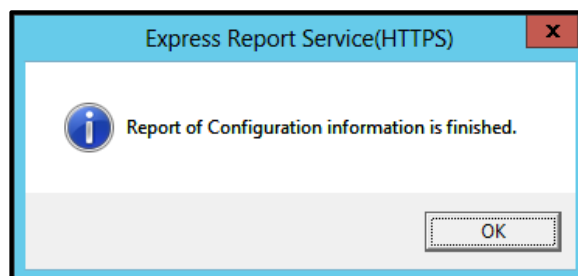 Express Report Service(HTTPS)
x
Report of Configuration information is finished.
OK